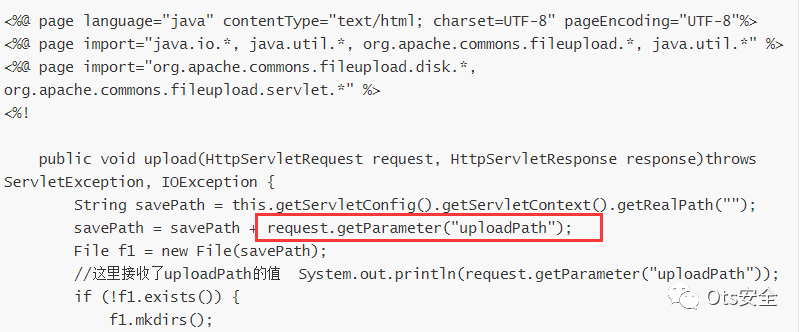 <%@ page language="java" contentType="text/html; charset=UTF-8" pageEncoding="UTF-8"%>
<%@ page import="java.io.*, java.util.*, org.apache.commons.fileupload.*, java.util.*" %>
<%@ page import="org.apache.commons.fileupload.disk.*,
org.apache.commons.fileupload.servlet.*" %>
<%!
    public void upload(HttpServletRequest request, HttpServletResponse response)throws
ServletException, IOException {
        String savePath = this.getServletConfig().getServletContext().getRealPath("");
        savePath = savePath + request.getParameter("uploadPath");
        File f1 = new File(savePath);
        //这里接收了uploadPath的值  System.out.println(request.getParameter("uploadPath"));
        if (!f1.exists()) {
            f1.mkdirs();
Ots安全